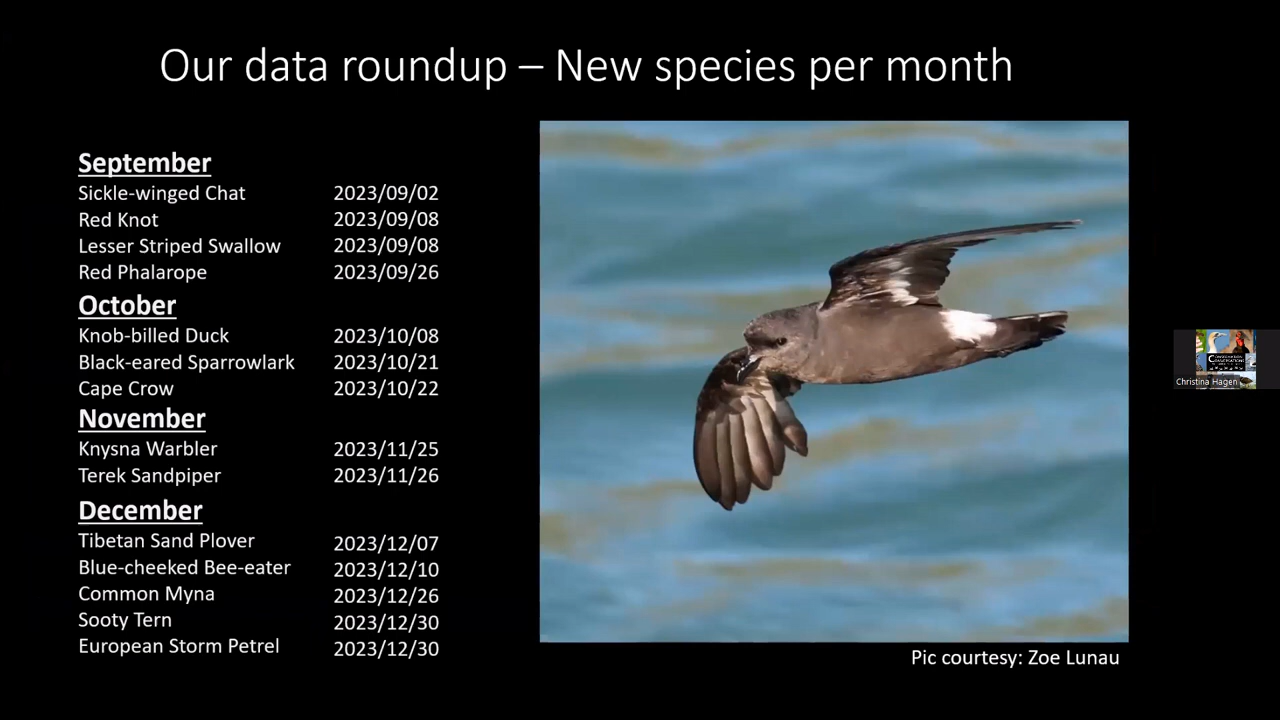 Our data roundup – New species per month
September
Sickle-winged Chat 2023/09/02
Red Knot 2023/09/08
Lesser Striped Swallow 2023/09/08
Red Phalarope 2023/09/26
October
Knob-billed Duck 2023/10/08
Black-eared Sparrowlark 2023/10/21
Cape Crow 2023/10/22
November
Knysna Warbler 2023/11/25
Terek Sandpiper 2023/11/26
December
Tibetan Sand Plover 2023/12/07
Blue-cheeked Bee-eater 2023/12/10
Common Myna 2023/12/26
Sooty Tern 2023/12/30
European Storm Petrel 2023/12/30
Pic courtesy: Zoe Lunau
Christina Hagen